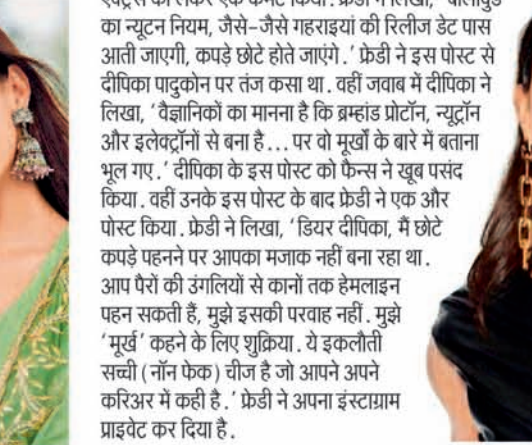 का न्यूटन नियम, जैसे-जैसे गहराइयां की रिलीज डेट पास
आती जाएगी, कपड़े छोटे होते जाएंगे.' फ्रेडी ने इस पोस्ट से
दीपिका पादुकोन पर तंज कसा था. वहीं जवाब में दीपिका ने
लिखा, 'वैज्ञानिकों का मानना है कि ब्रम्हांड प्रोटॉन, न्यूट्रॉन
और इलेक्ट्रॉनों से बना है...पर वो मूर्खों के बारे में बताना
भूल गए.' दीपिका के इस पोस्ट को फैन्स ने खूब पसंद
किया. वहीं उनके इस पोस्ट के बाद फ्रेडी ने एक और
पोस्ट किया. फ्रेडी ने लिखा, 'डियर दीपिका, मैं छोटे
कपड़े पहनने पर आपका मजाक नहीं बना रहा था.
आप पैरों की उंगलियों से कानों तक हेमलाइन
पहन सकती हैं, मुझे इसकी परवाह नहीं. मुझे
'मूर्ख' कहने के लिए शुक्रिया. ये इकलौती
सच्ची (नॉन फेक) चीज है जो आपने अपने
करिअर में कही है.' फ्रेडी ने अपना इंस्टाग्राम
प्राइवेट कर दिया है.